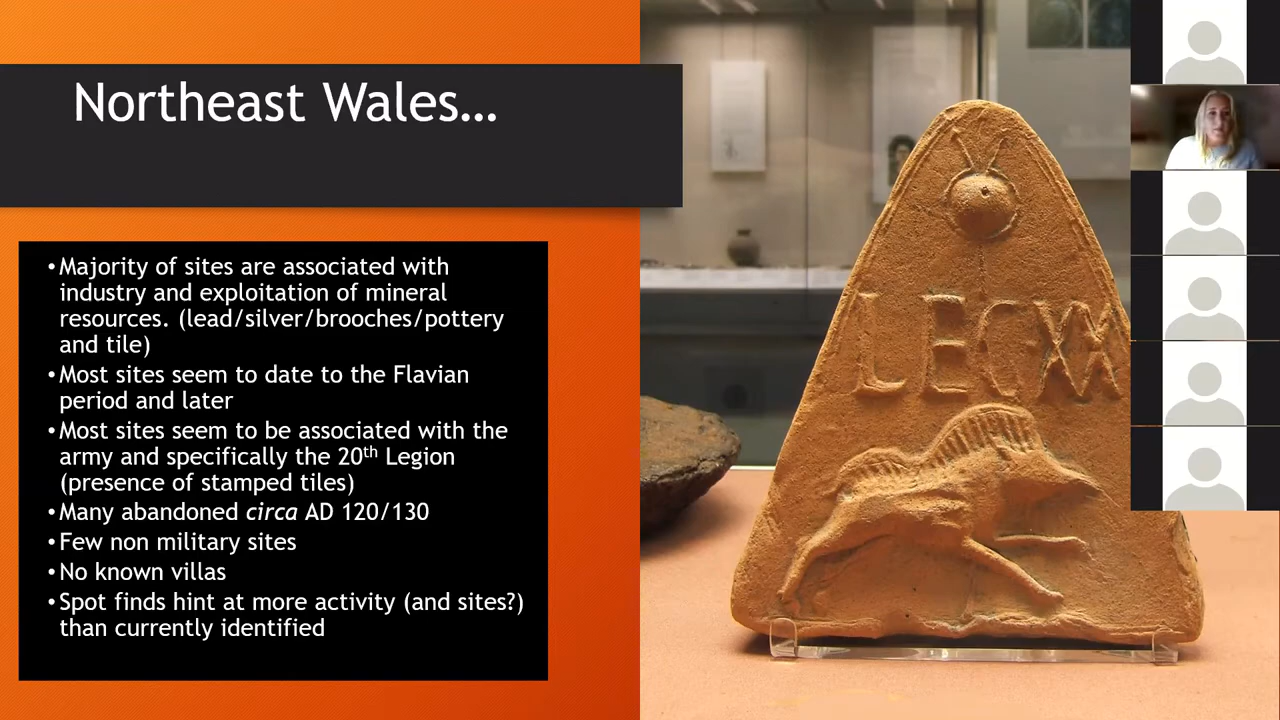 Northeast Wales…
•Majority of sites are associated with
industry and exploitation of mineral
resources. (lead/silver/brooches/pottery
and tile)
•Most sites seem to date to the Flavian
period and later
•Most sites seem to be associated with the
army and specifically the 20th Legion
(presence of stamped tiles)
•Many abandoned circa AD 120/130
•Few non military sites
•No known villas
•Spot finds hint at more activity (and sites?)
than currently identified
LEGXX